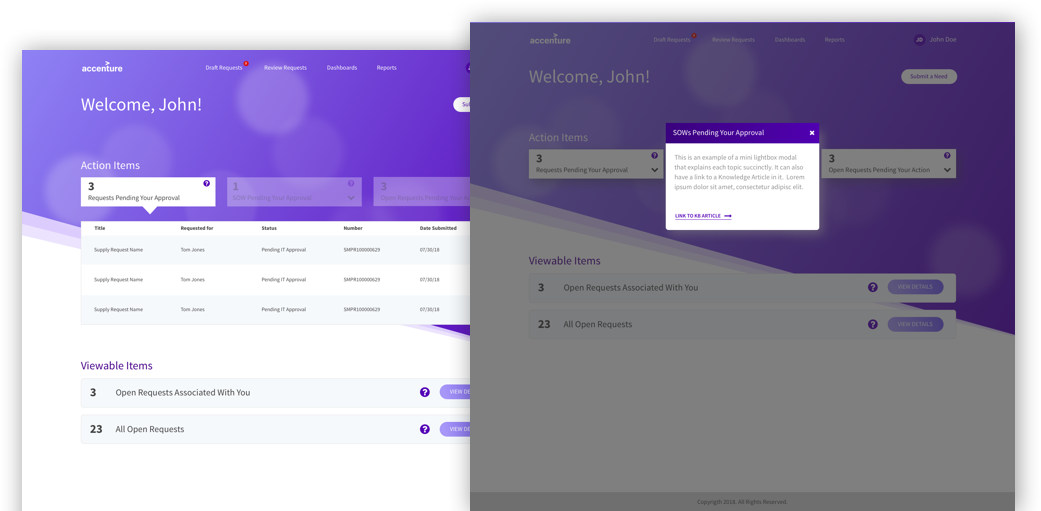 accenture
Draft Requests
Review Requests
Dashboards
Reports
Welcome, John!
Action Items
3
Requests Pending Your Approval
1
SOW Pending Your Approval
3
Title
Requested for
Status
Number
Date Submitted
Supply Request Name
Tom Jones
Pending IT Approval
SMPR100000629
07/30/18
Supply Request Name
Tom Jones
Pending IT Approval
SMPR100000629
07/30/18
Supply Request Name
Tom Jones
Pending IT Approval
SMPR100000629
07/30/18
Viewable Items
3
Open Requests Associated With You
?
VIEW DE
23
All Open Requests
?
VIEW DE
accenture
Draft Requests
Review Requests
Dashboards
Reports
JD
John Doe
Welcome, John!
Submit a Need
Action Items
3
Requests Pending Your Approval
SOWs Pending Your Approval
This is an example of a mini lightbox modal
that explains each topic succinctly. It can also
have a link to a Knowledge Article in it. Lorem
ipsum dolor sit amet, consectetur adipisc elit.
LINK TO KB ARTICLE
3
Open Requests Pending Your Action
Viewable Items
3
Open Requests Associated With You
?
VIEW DETAILS
23
All Open Requests
?
VIEW DETAILS
Copyrigth 2018. All Rights Reserved.